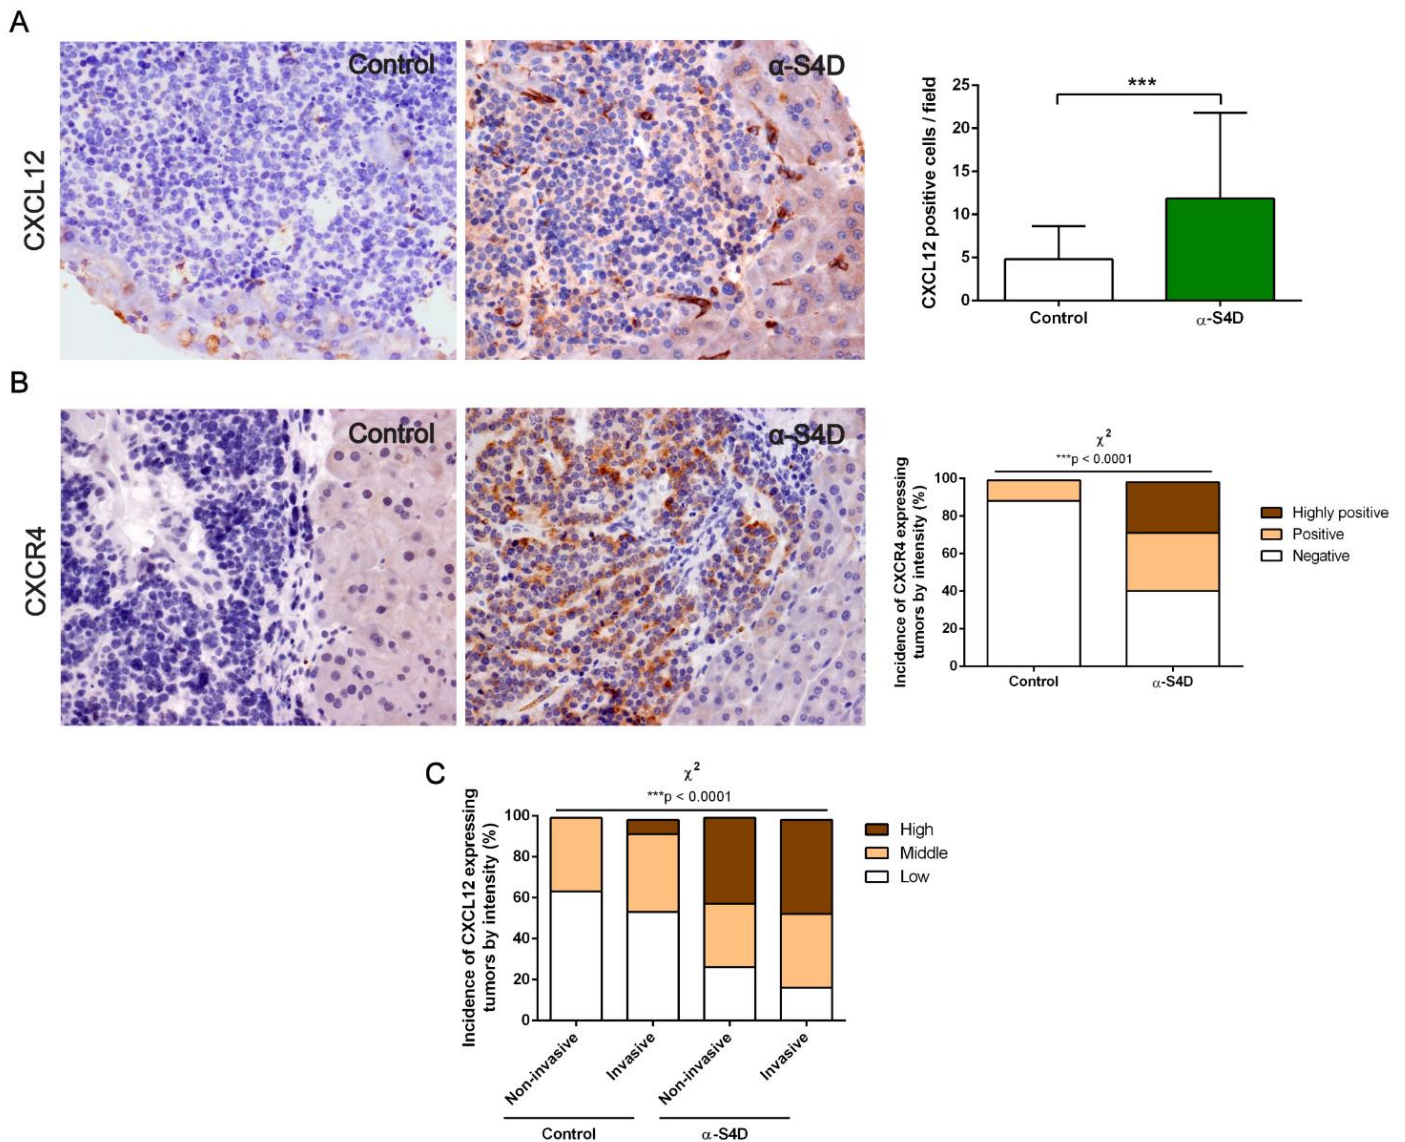 A
CXCL12
Control
α-S4D
CXCL12 positive cells / field
25
20
15
10
5
0
***
Control
α-S4D
B
CXCR4
Control
α-S4D
Incidence of CXCR4 expressing
tumors by intensity (%)
χ²
***p < 0.0001
100
80
60
40
20
0
Control
α-S4D
Highly positive
Positive
Negative
C
Incidence of CXCL12 expressing
tumors by intensity (%)
χ²
***p < 0.0001
100
80
60
40
20
0
Non-invasive
Invasive
Non-invasive
Invasive
Control
α-S4D
High
Middle
Low